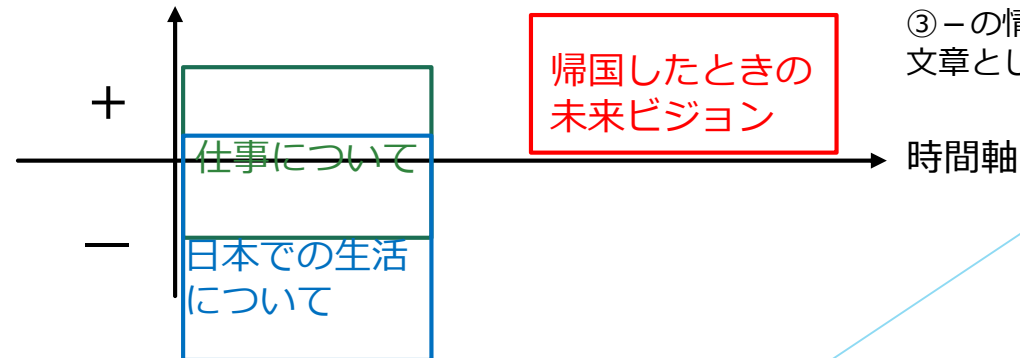 ③－の情
文章とし
帰国したときの
未来ビジョン
＋
仕事について
時間軸
―
日本での生活
について